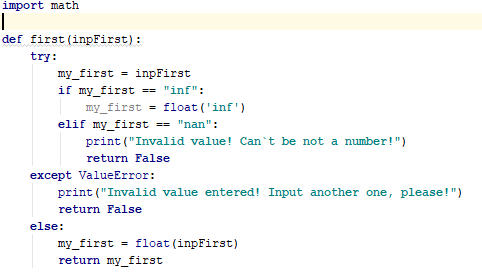 import math
def first(inpFirst):
    try:
        my_first = inpFirst
        if my_first == "inf":
            my_first = float('inf')
        elif my_first == "nan":
            print("Invalid value! Can`t be not a number!")
            return False
    except ValueError:
        print("Invalid value entered! Input another one, please!")
        return False
    else:
        my_first = float(inpFirst)
        return my_first